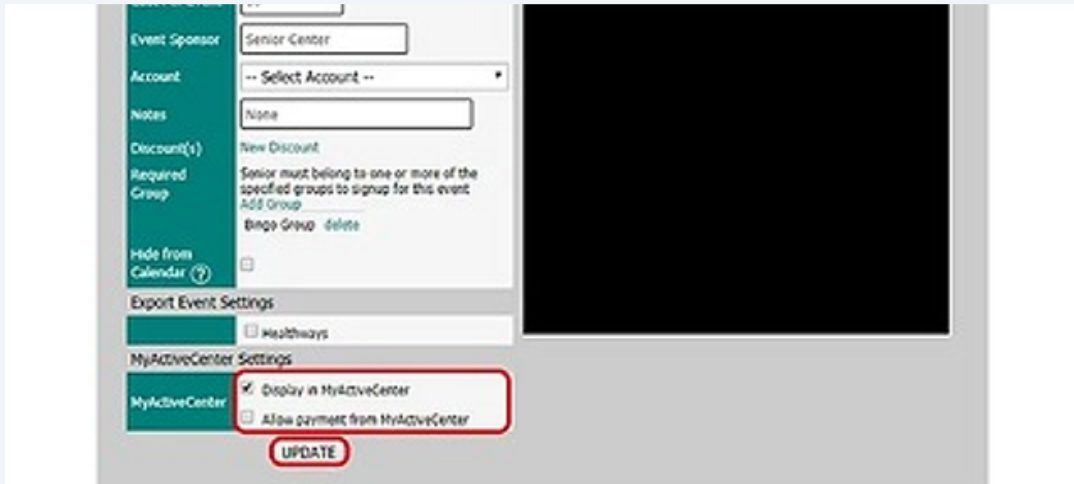 Event Sponsor Senior Center
Account -- Select Account --
Notes None
Discount(s) New Discount
Required Group Senior must belong to one or more of the
specified groups to signup for this event
Add Group
Bingo Group delete
Hide from
Calendar (?)
Export Event Settings
Healthways
MyActiveCenter Settings
MyActiveCenter Display in MyActiveCenter
Allow payment from MyActiveCenter
UPDATE